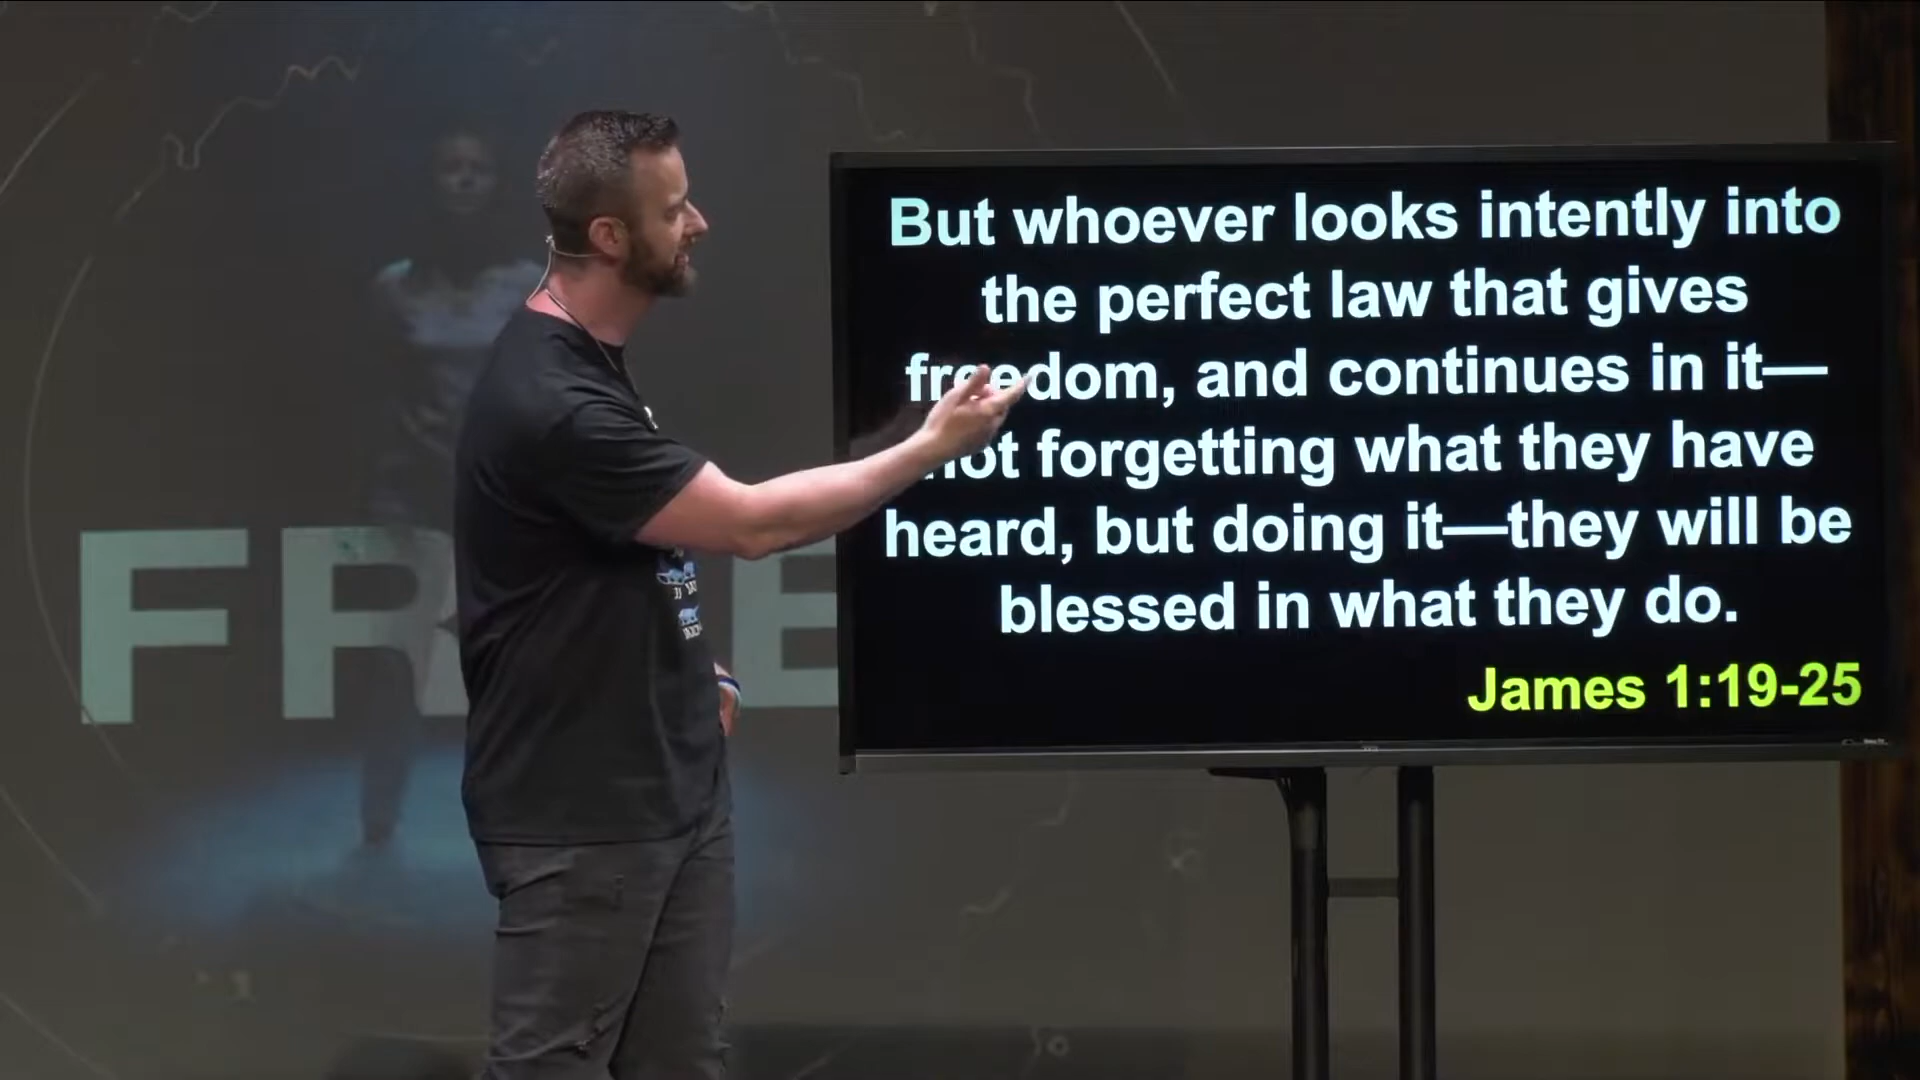 But whoever looks intently into
the perfect law that gives
freedom, and continues in it—
not forgetting what they have
heard, but doing it—they will be
blessed in what they do.
James 1:19-25